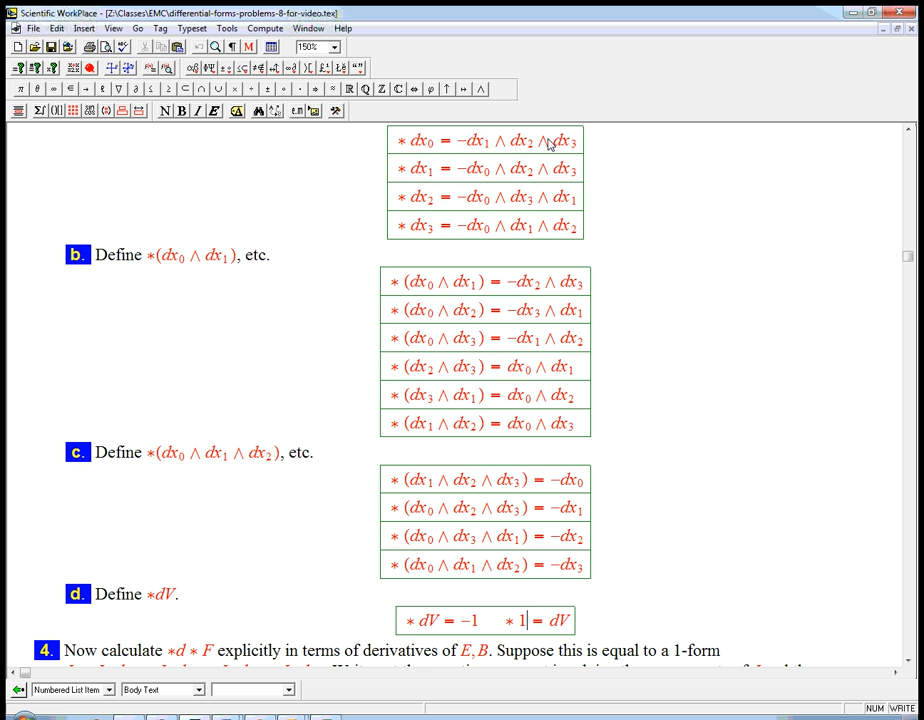 Scientific WorkPlace - [Z:\Classes\EMC\differential-forms-problems-8-for-video.tex]
File Edit Insert View Go Tag Typeset Tools Compute Window Help
150%
N B I E
∗ dx₀ = −dx₁ ∧ dx₂ ∧ dx₃
∗ dx₁ = −dx₀ ∧ dx₂ ∧ dx₃
∗ dx₂ = −dx₀ ∧ dx₃ ∧ dx₁
∗ dx₃ = −dx₀ ∧ dx₁ ∧ dx₂
b. Define ∗(dx₀ ∧ dx₁), etc.
∗ (dx₀ ∧ dx₁) = −dx₂ ∧ dx₃
∗ (dx₀ ∧ dx₂) = −dx₃ ∧ dx₁
∗ (dx₀ ∧ dx₃) = −dx₁ ∧ dx₂
∗ (dx₂ ∧ dx₃) = dx₀ ∧ dx₁
∗ (dx₃ ∧ dx₁) = dx₀ ∧ dx₂
∗ (dx₁ ∧ dx₂) = dx₀ ∧ dx₃
c. Define ∗(dx₀ ∧ dx₁ ∧ dx₂), etc.
∗ (dx₁ ∧ dx₂ ∧ dx₃) = −dx₀
∗ (dx₀ ∧ dx₂ ∧ dx₃) = −dx₁
∗ (dx₀ ∧ dx₃ ∧ dx₁) = −dx₂
∗ (dx₀ ∧ dx₁ ∧ dx₂) = −dx₃
d. Define ∗dV.
∗ dV = −1 ∗ 1 = dV
4. Now calculate ∗d ∗ F explicitly in terms of derivatives of E, B. Suppose this is equal to a 1-form
Numbered List Item Body Text
NUM WRITE